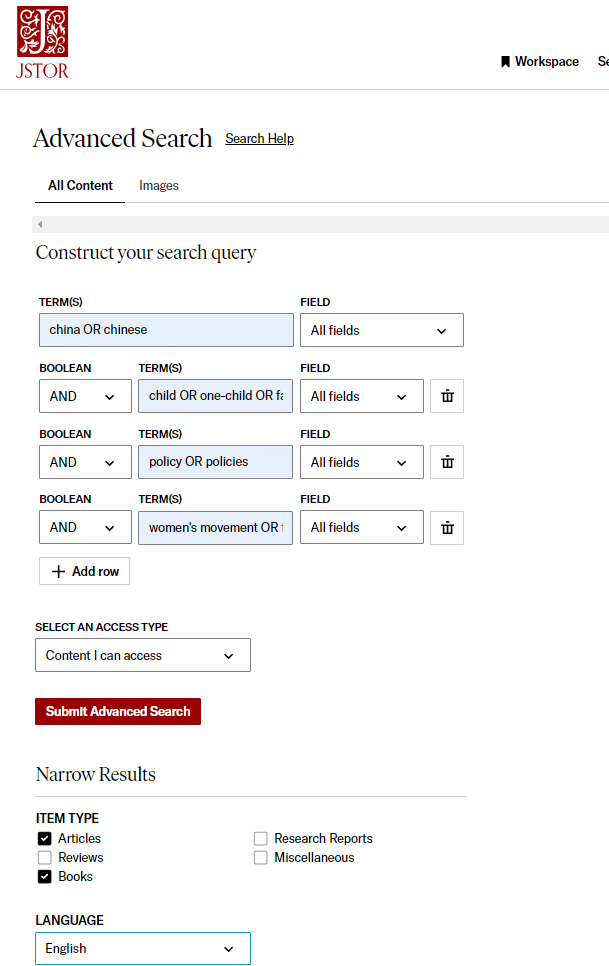 JSTOR
Workspace
Advanced Search Search Help
All Content Images
Construct your search query
TERM(S) FIELD
china OR chinese All fields
BOOLEAN TERM(S) FIELD
AND child OR one-child OR All fields
BOOLEAN TERM(S) FIELD
AND policy OR policies All fields
BOOLEAN TERM(S) FIELD
AND women's movement OR All fields
Add row
SELECT AN ACCESS TYPE
Content I can access
Submit Advanced Search
Narrow Results
ITEM TYPE
Articles Research Reports
Reviews Miscellaneous
Books
LANGUAGE
English